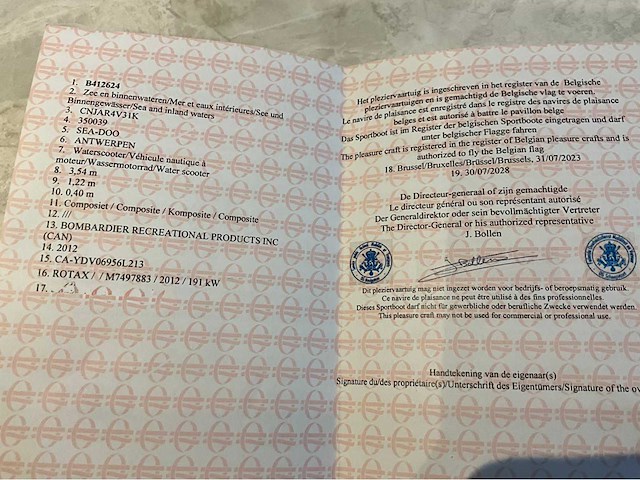 1. B412624
2. Zee en binnenwateren/Mer et eaux intérieures/See und
Binnengewässer/Sea and inland waters
3. CNJAR4V31K
4. 350039
5. SEA-DOO
6. ANTWERPEN
7. Waterscooter/Véhicule nautique à
moteur/Wassermotorrad/Water scooter
8. 3,54 m
9. 1,22 m
10. 0,40 m
11. Composiet / Composite / Komposite / Composite
12. ///
13. BOMBARDIER RECREATIONAL PRODUCTS INC
(CAN)
14. 2012
15. CA-YDV06956L213
16. ROTAX / / M7497883 / 2012 / 191 kW
17.
Het pleziervaartuig is ingeschreven in het register van de Belgische
pleziervaartuigen en is gemachtigd de Belgische vlag te voeren.
Le navire de plaisance est enregistré dans le registre des navires de plaisance
belges et est autorisé à battre le pavillon belge
Das Sportboot ist im Register der belgischen Sportboote eingetragen und darf
unter belgischer Flagge fahren
The pleasure craft is registered in the register of Belgian pleasure crafts and is
authorized to fly the Belgian flag
18. Brussel/Bruxelles/Brüssel/Brussels, 31/07/2023
19. 30/07/2028
De Directeur-generaal of zijn gemachtigde
Le directeur général ou son représentant autorisé
Der Generaldirektor oder sein bevollmächtigter Vertreter
The Director-General or his authorized representative
J. Bollen
Dit pleziervaartuig mag niet ingezet worden voor bedrijfs- of beroepsmatig gebruik.
Ce navire de plaisance ne peut être utilisé à des fins professionnelles.
Dieses Sportboot darf nicht für gewerbliche oder berufliche Zwecke verwendet werden.
This pleasure craft may not be used for commercial or professional use.
Handtekening van de eigenaar(s)
Signature du/des propriétaire(s)/Unterschrift des Eigentümers/Signature of the ow